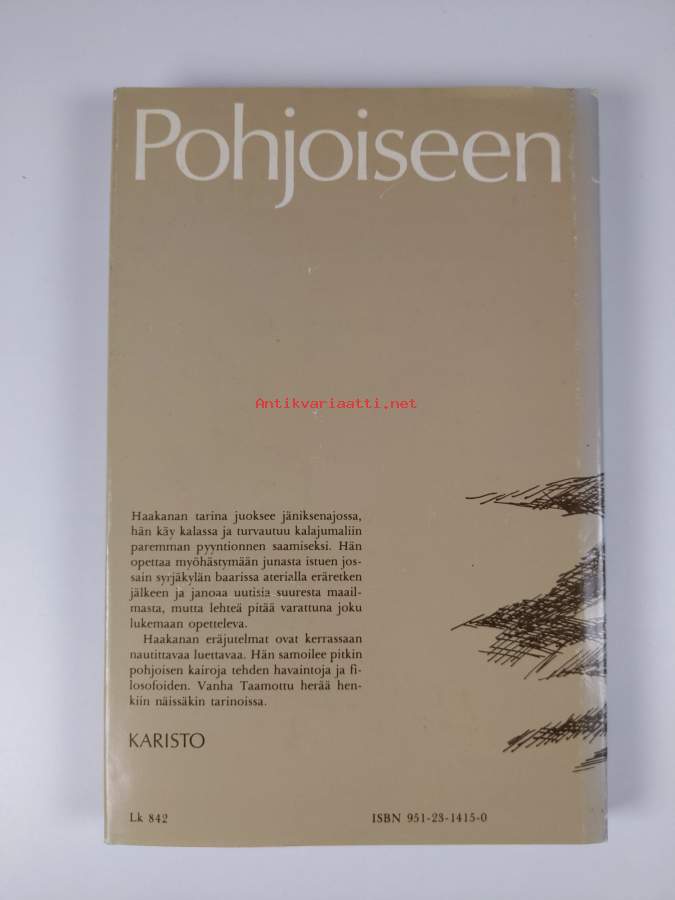 Pohjoiseen
Antikvariaatti.net
Haakanan tarina juoksee jäniksenajossa,
hän käy kalassa ja turvautuu kalajumaliin
paremman pyyntionnen saamiseksi. Hän
opettaa myöhästymään junasta istuen jos-
sain syrjäkylän baarissa aterialla eräretken
jälkeen ja janoaa uutisia suuresta maail-
masta, mutta lehteä pitää varattuna joku
lukemaan opetteleva.
Haakanan eräjutelmat ovat kerrassaan
nautittavaa luettavaa. Hän samoilee pitkin
pohjoisen kairoja tehden havaintoja ja fi-
losofoiden. Vanha Taamottu herää hen-
kiin näissäkin tarinoissa.
KARISTO
Lk 842 ISBN 951-23-1415-0